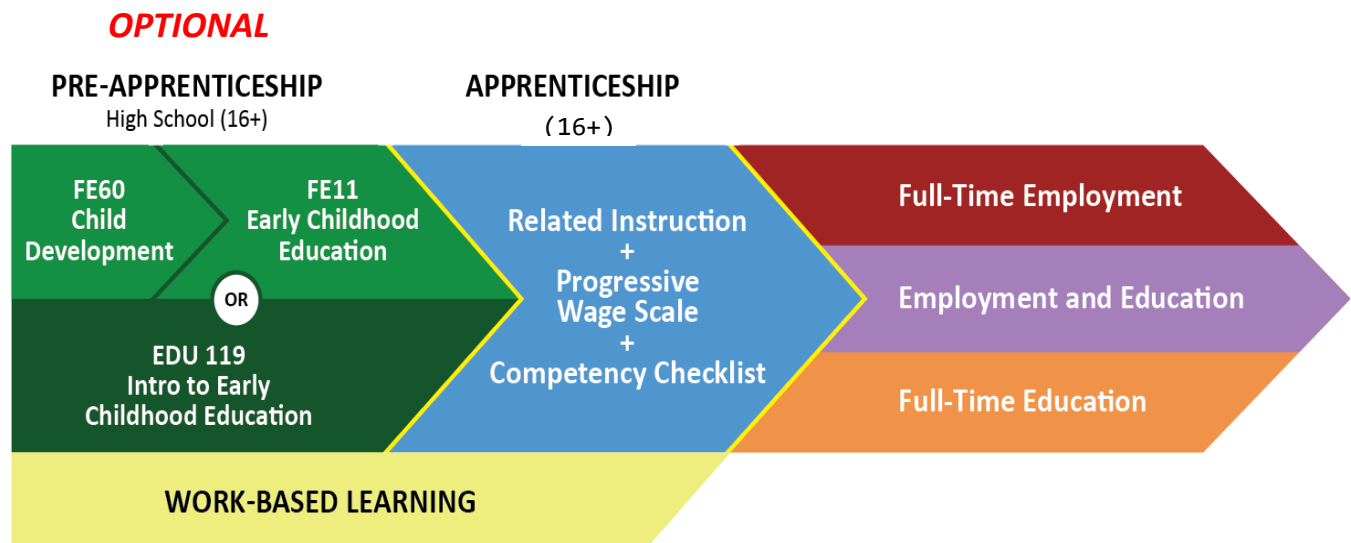 OPTIONAL
PRE-APPRENTICESHIP
High School (16+)
APPRENTICESHIP
(16+)
FE60
Child
Development
FE11
Early Childhood
Education
OR
EDU 119
Intro to Early
Childhood Education
Related Instruction
+
Progressive
Wage Scale
+
Competency Checklist
Full-Time Employment
Employment and Education
Full-Time Education
WORK-BASED LEARNING